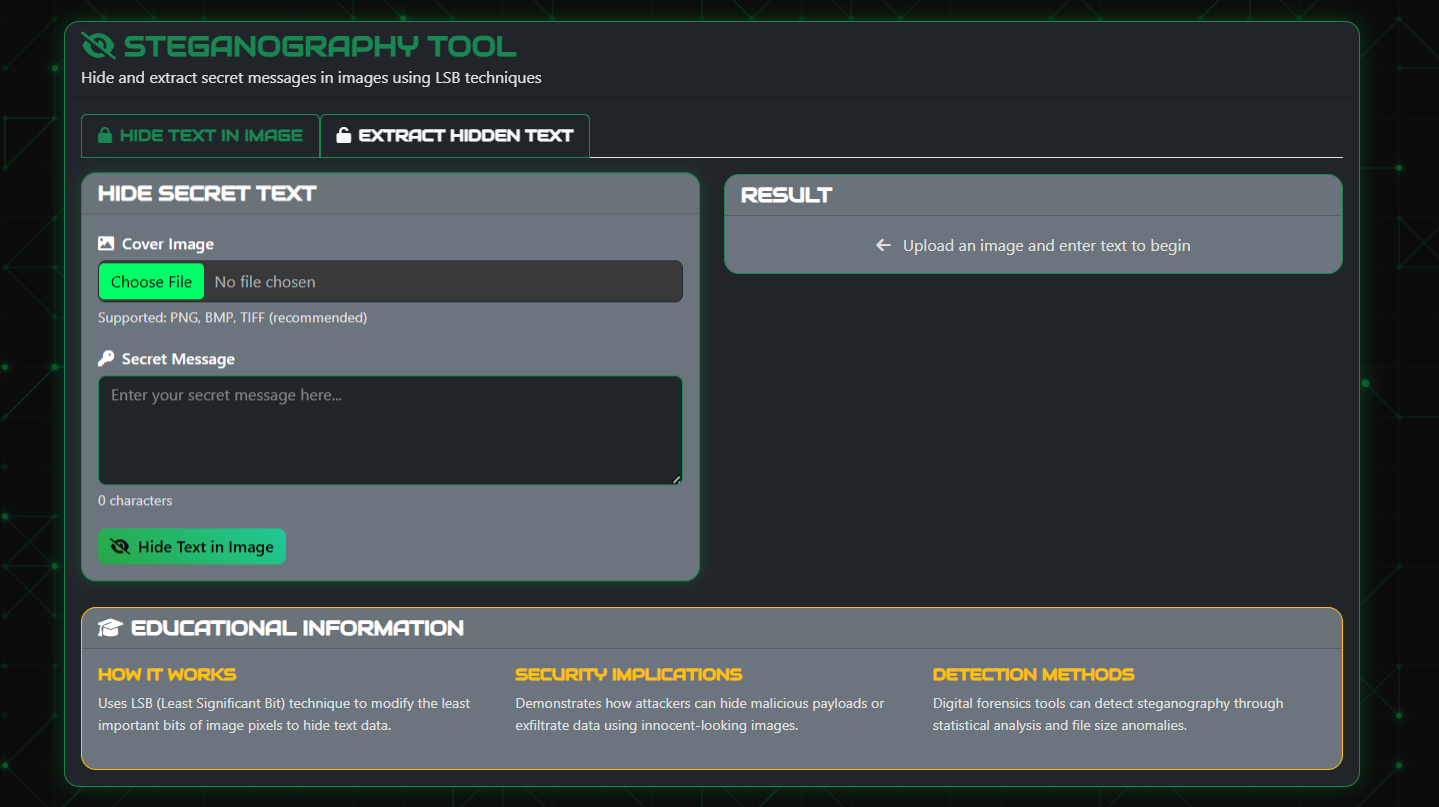 STEGANOGRAPHY TOOL
Hide and extract secret messages in images using LSB techniques
HIDE TEXT IN IMAGE
EXTRACT HIDDEN TEXT
HIDE SECRET TEXT
Cover Image
Choose File No file chosen
Supported: PNG, BMP, TIFF (recommended)
Secret Message
Enter your secret message here...
0 characters
Hide Text in Image
RESULT
Upload an image and enter text to begin
EDUCATIONAL INFORMATION
HOW IT WORKS
Uses LSB (Least Significant Bit) technique to modify the least
important bits of image pixels to hide text data.
SECURITY IMPLICATIONS
Demonstrates how attackers can hide malicious payloads or
exfiltrate data using innocent-looking images.
DETECTION METHODS
Digital forensics tools can detect steganography through
statistical analysis and file size anomalies.